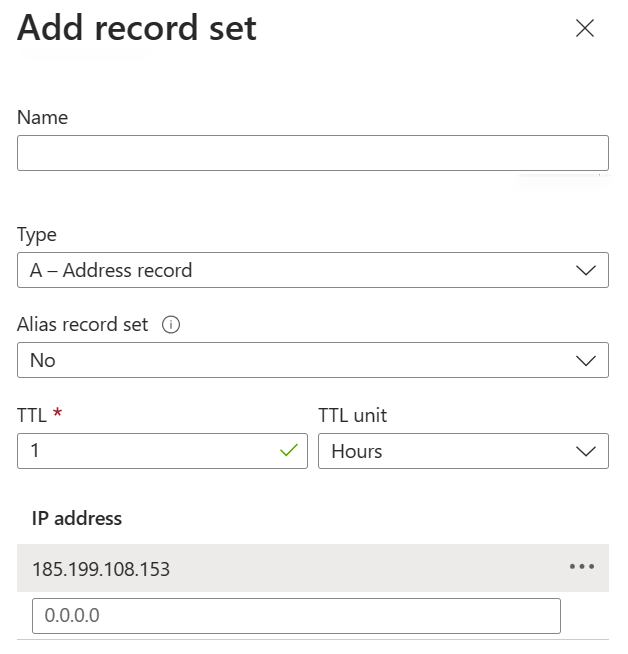 Add record set
Name
Type
A – Address record
Alias record set
No
TTL * TTL unit
1 Hours
IP address
185.199.108.153
0.0.0.0